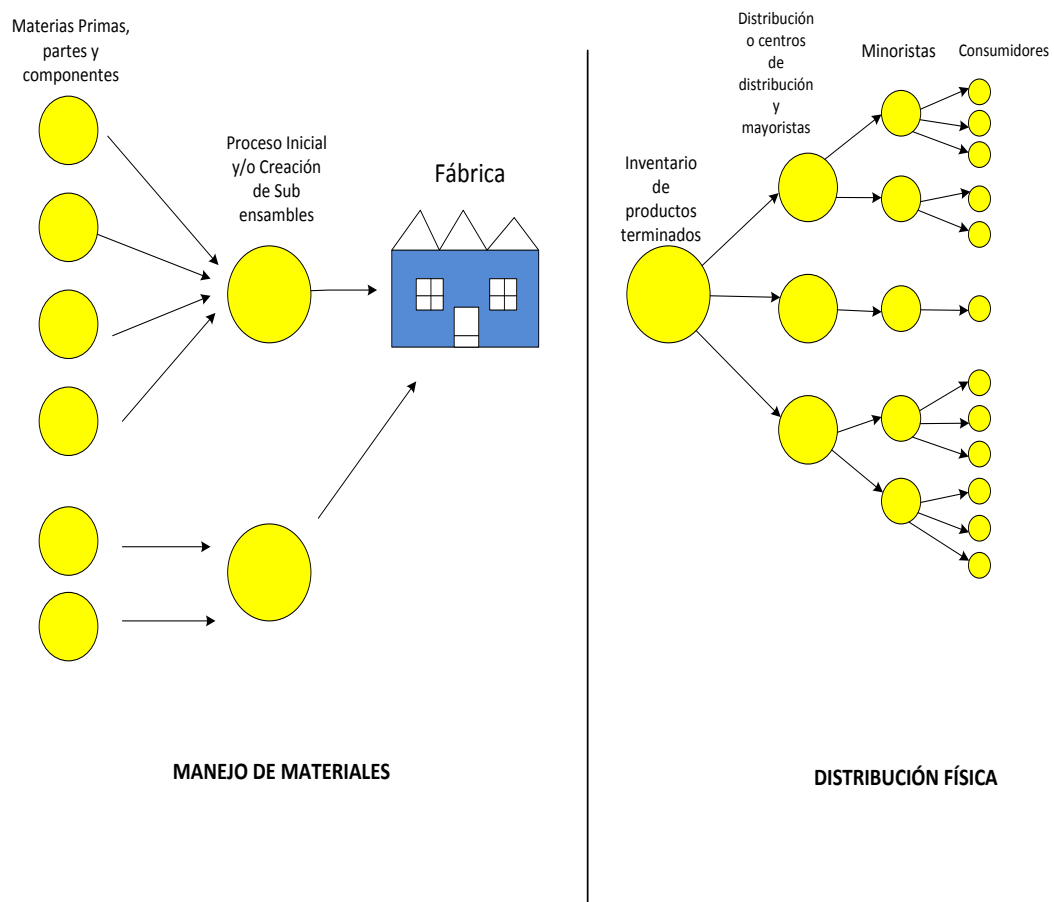 Materias Primas,
partes y
componentes
Proceso Inicial
y/o Creación
de Sub
ensambles
Fábrica
MANEJO DE MATERIALES
Inventario
de
productos
terminados
Distribución
o centros
de
distribución
y
mayoristas
Minoristas
Consumidores
DISTRIBUCIÓN FÍSICA